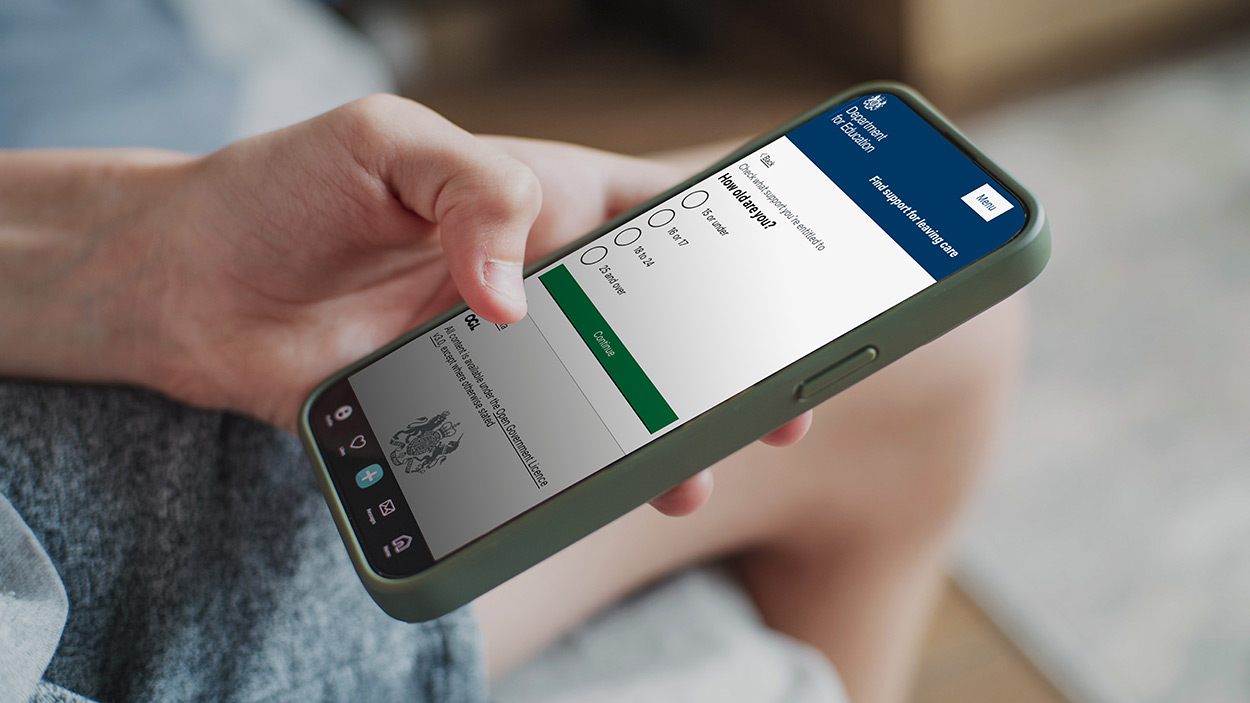 Department
for Education
Menu
Find support for leaving care
Back
Check what support you're entitled to
How old are you?
15 or under
16 or 17
18 to 24
25 and over
Continue
OGL
All content is available under the Open Government Licence
v3.0, except where otherwise stated